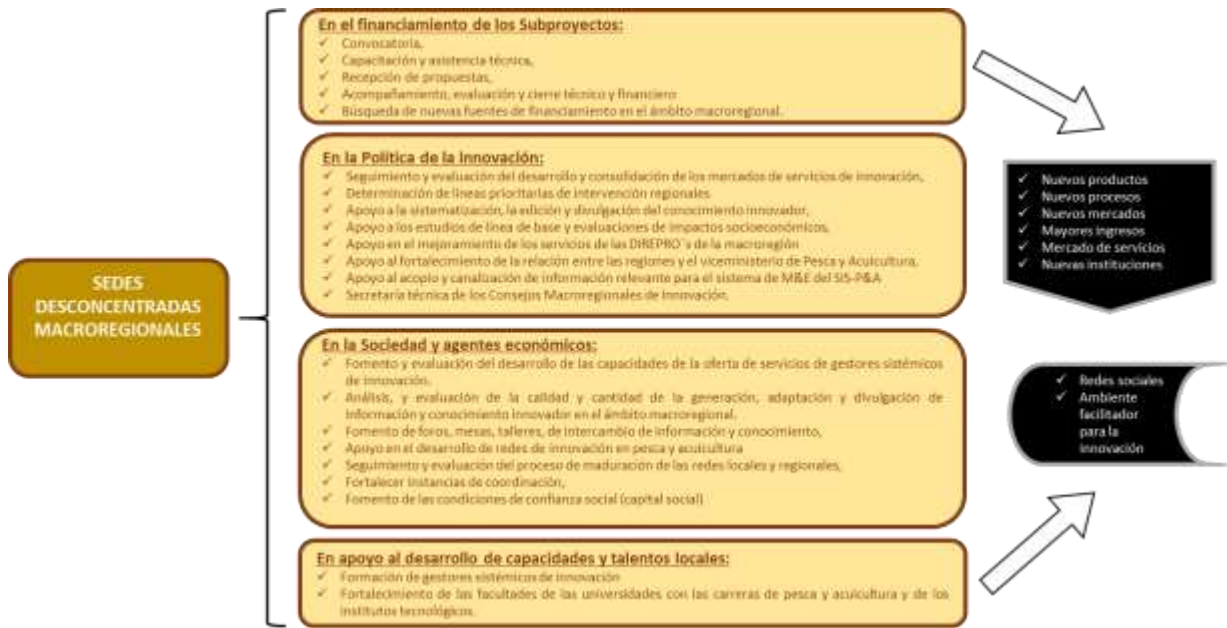 SEDES
DESCONCENTRADAS
MACROREGIONALES
En el financiamiento de los Subproyectos:
✓ Convocatoria,
✓ Capacitación y asistencia técnica,
✓ Recepción de propuestas,
✓ Acompañamiento, evaluación y cierre técnico y financiero
✓ Búsqueda de nuevas fuentes de financiamiento en el ámbito macroregional.
En la Política de la Innovación:
✓ Seguimiento y evaluación del desarrollo y consolidación de los mercados de servicios de innovación,
✓ Determinación de líneas prioritarias de intervención regionales
✓ Apoyo a la sistematización, la edición y divulgación del conocimiento innovador,
✓ Apoyo a los estudios de línea de base y evaluaciones de impactos socioeconómicos,
✓ Apoyo en el mejoramiento de los servicios de las DIREPRO´s de la macroregión
✓ Apoyo al fortalecimiento de la relación entre las regiones y el viceministerio de Pesca y Acuicultura,
✓ Apoyo al acopio y canalización de información relevante para el sistema de M&E del SIS-P&A
✓ Secretaría técnica de los Consejos Macroregionales de Innovación.
En la Sociedad y agentes económicos:
✓ Fomento y evaluación del desarrollo de las capacidades de la oferta de servicios de gestores sistémicos
de innovación.
✓ Análisis, y evaluación de la calidad y cantidad de la generación, adaptación y divulgación de
información y conocimiento innovador en el ámbito macroregional.
✓ Fomento de foros, mesas, talleres, de intercambio de información y conocimiento,
✓ Apoyo en el desarrollo de redes de innovación en pesca y acuicultura
✓ Seguimiento y evaluación del proceso de maduración de las redes locales y regionales,
✓ Fortalecer instancias de coordinación,
✓ Fomento de las condiciones de confianza social (capital social)
En apoyo al desarrollo de capacidades y talentos locales:
✓ Formación de gestores sistémicos de innovación
✓ Fortalecimiento de las facultades de las universidades con las carreras de pesca y acuicultura y de los
institutos tecnológicos.
✓ Nuevos productos
✓ Nuevos procesos
✓ Nuevos mercados
✓ Mayores ingresos
✓ Mercado de servicios
✓ Nuevas instituciones
✓ Redes sociales
✓ Ambiente
facilitador
para la
innovación